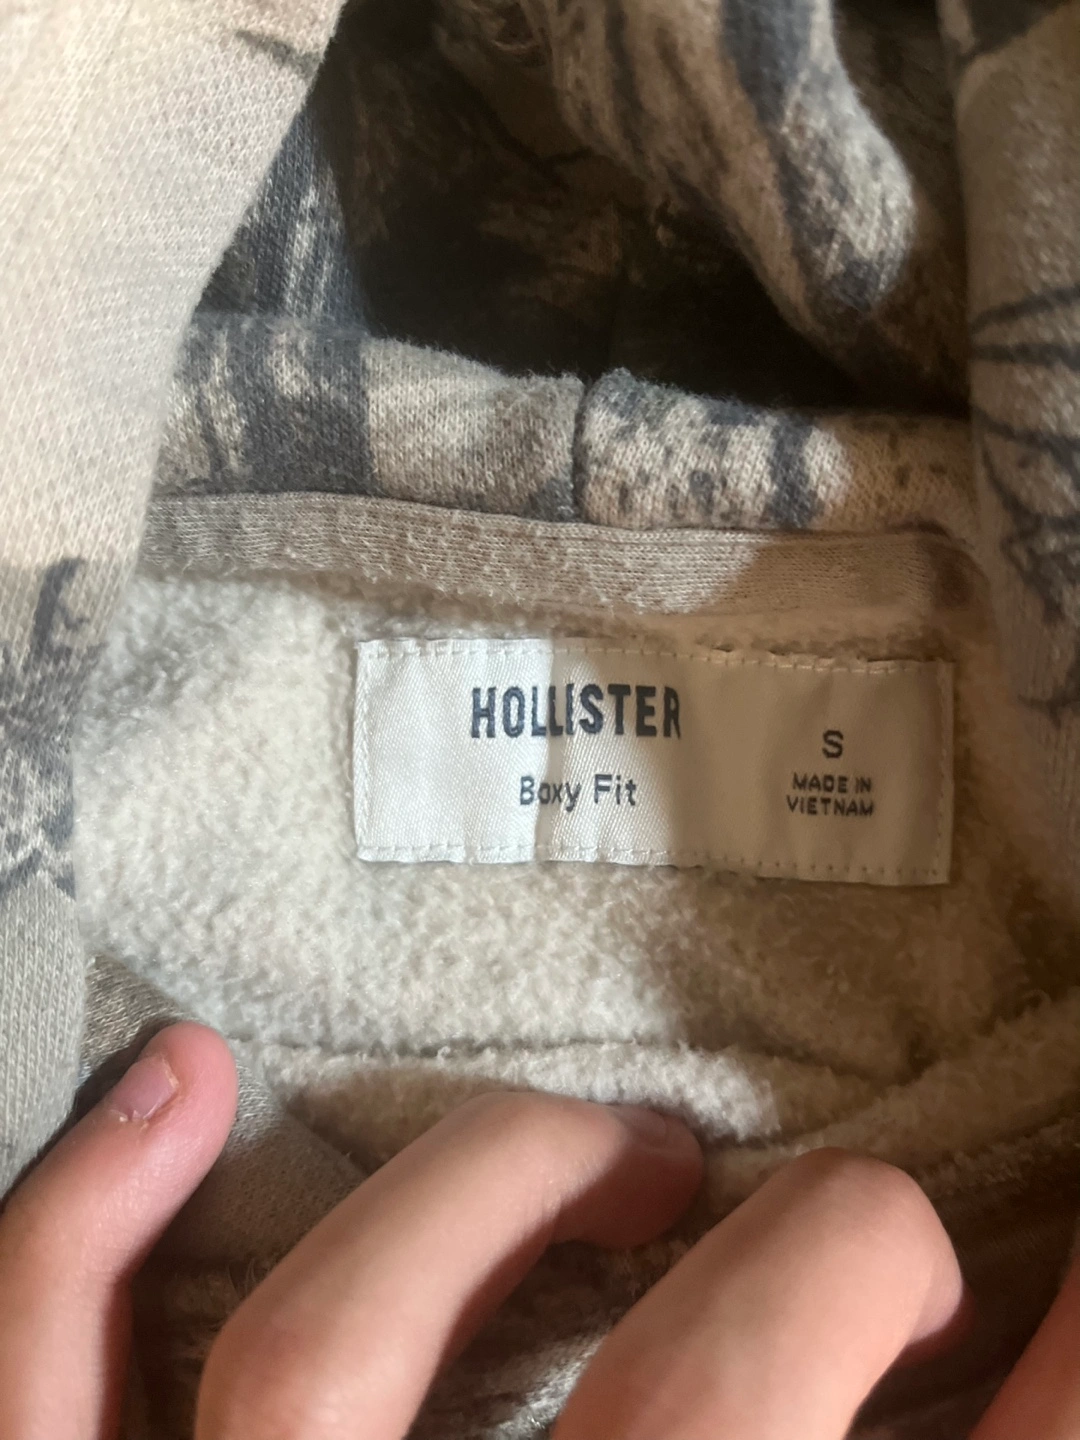 HOLLISTER
Boxy Fit
S
MADE IN
VIETNAM